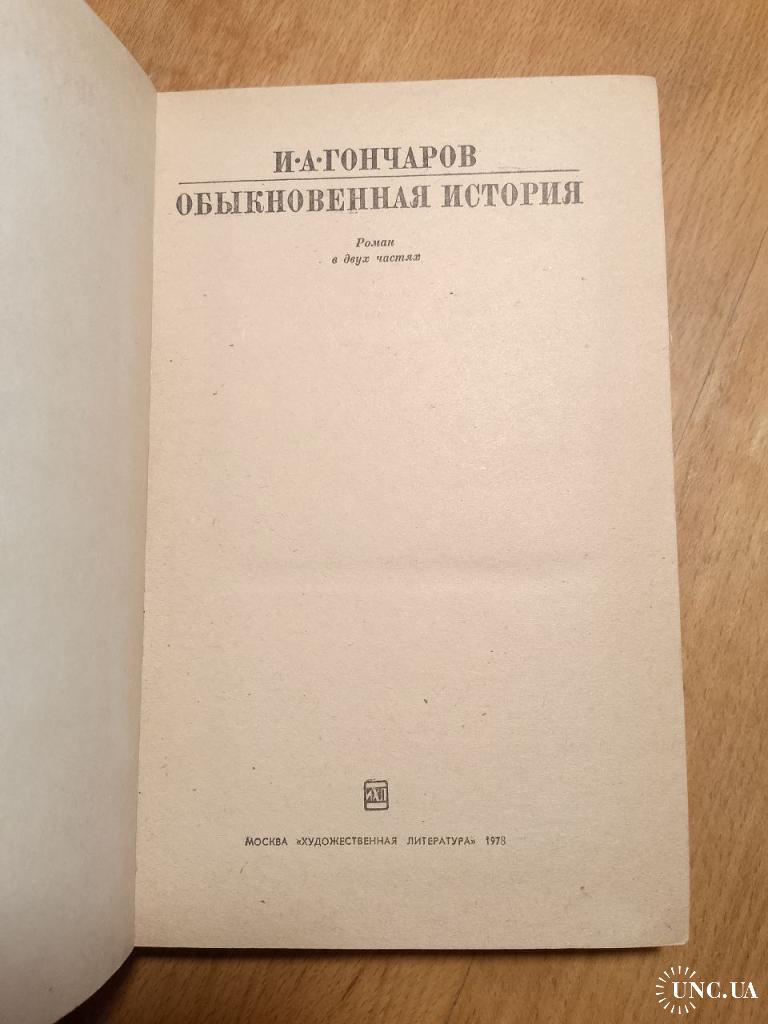 И·А·ГОНЧАРОВ
ОБЫКНОВЕННАЯ ИСТОРИЯ
Роман
в двух частях
МОСКВА «ХУДОЖЕСТВЕННАЯ ЛИТЕРАТУРА» 1978
UNC.UA